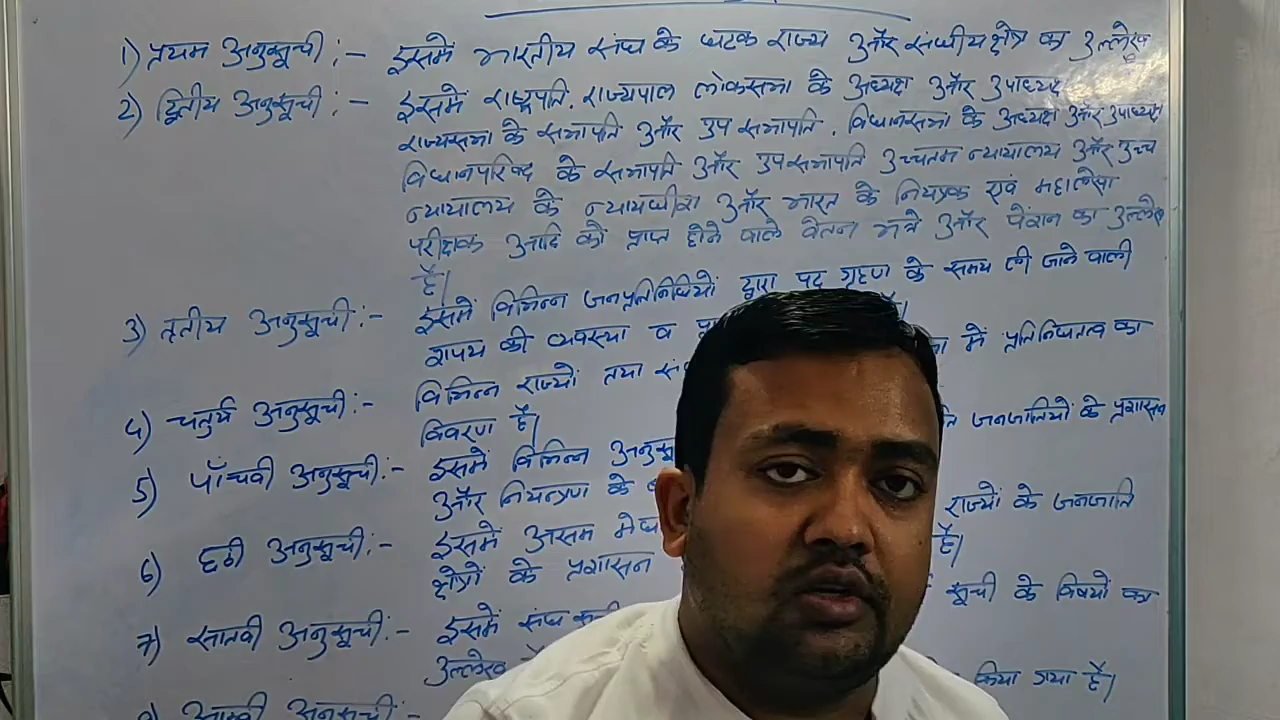 1) प्रथम अनुसूची :- इसमें भारतीय संघ के घटक राज्य और संघीय क्षेत्र का उल्लेख
2) द्वितीय अनुसूची :- इसमें राष्ट्रपति, राज्यपाल लोकसभा के अध्यक्ष और उपाध्यक्ष
राज्यसभा के सभापति और उप सभापति, विधानसभा के अध्यक्ष और उपाध्यक्ष
विधानपरिषद के सभापति और उपसभापति उच्चतम न्यायालय और उच्च
न्यायालय के न्यायधीश और भारत के नियंत्रक एवं महालेखा
परीक्षक आदि को प्राप्त होने वाले वेतन भत्ते और पेंशन का उल्लेख
है।
3) तृतीय अनुसूची :- इसमें विभिन्न जनप्रतिनिधियों द्वारा पद ग्रहण के समय ली जाने वाली
शपथ की व्यवस्था व
4) चतुर्थ अनुसूची :- विभिन्न राज्यों तथा में प्रतिनिधित्व का
विवरण है।
5) पाँचवी अनुसूची :- इसमें विभिन्न जनजातियों के प्रशासन
और नियन्त्रण के
6) छठी अनुसूची :- इसमें असम राज्यों के जनजाति
क्षेत्रों के प्रशासन है।
7) सातवी अनुसूची :- इसमें संघ सूची के विषयों का
उल्लेख
आठवी अनुसूची :- किया गया है।